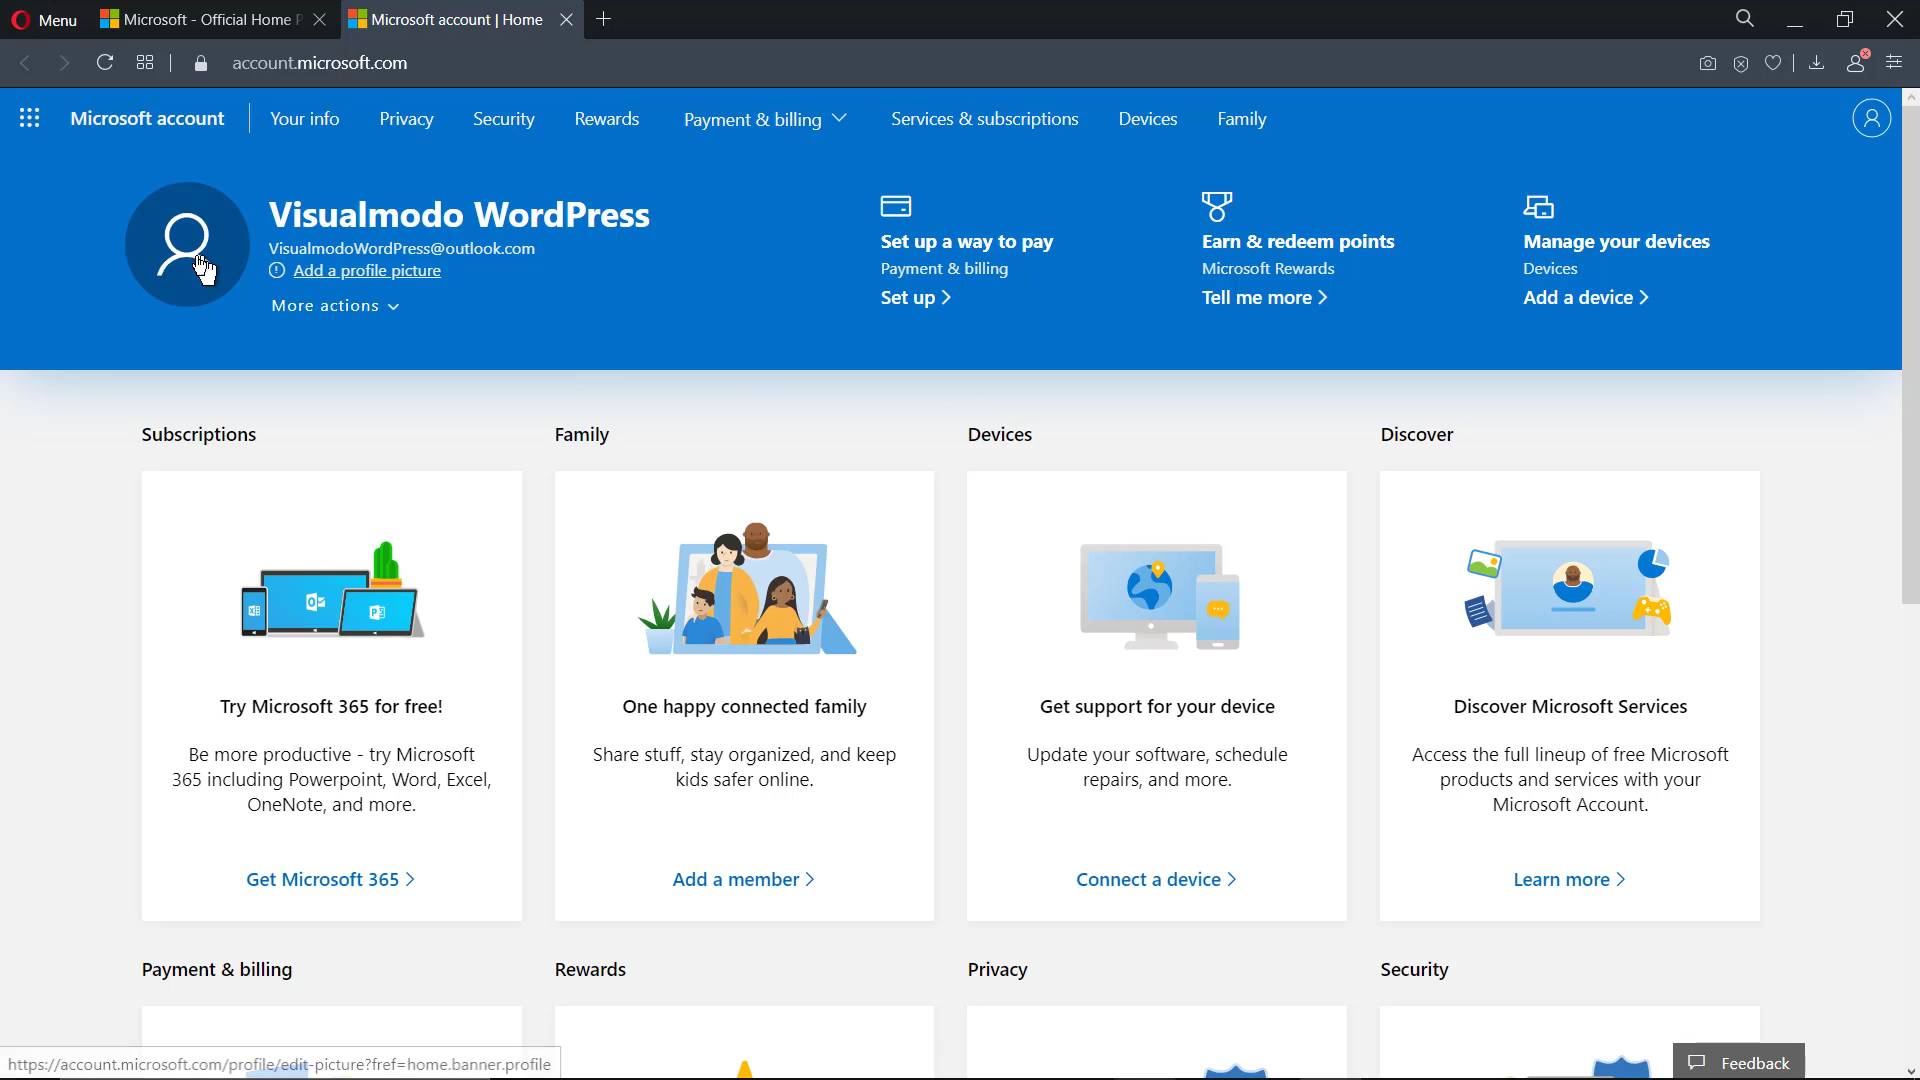 Menu
Microsoft - Official Home P
Microsoft account | Home
account.microsoft.com
Microsoft account
Your info
Privacy
Security
Rewards
Payment & billing
Services & subscriptions
Devices
Family
Visualmodo WordPress
VisualmodoWordPress@outlook.com
Add a profile picture
More actions
Set up a way to pay
Payment & billing
Set up
Earn & redeem points
Microsoft Rewards
Tell me more
Manage your devices
Devices
Add a device
Subscriptions
Family
Devices
Discover
Try Microsoft 365 for free!
Be more productive - try Microsoft
365 including Powerpoint, Word, Excel,
OneNote, and more.
Get Microsoft 365
One happy connected family
Share stuff, stay organized, and keep
kids safer online.
Add a member
Get support for your device
Update your software, schedule
repairs, and more.
Connect a device
Discover Microsoft Services
Access the full lineup of free Microsoft
products and services with your
Microsoft Account.
Learn more
Payment & billing
Rewards
Privacy
Security
https://account.microsoft.com/profile/edit-picture?fref=home.banner.profile
Feedback